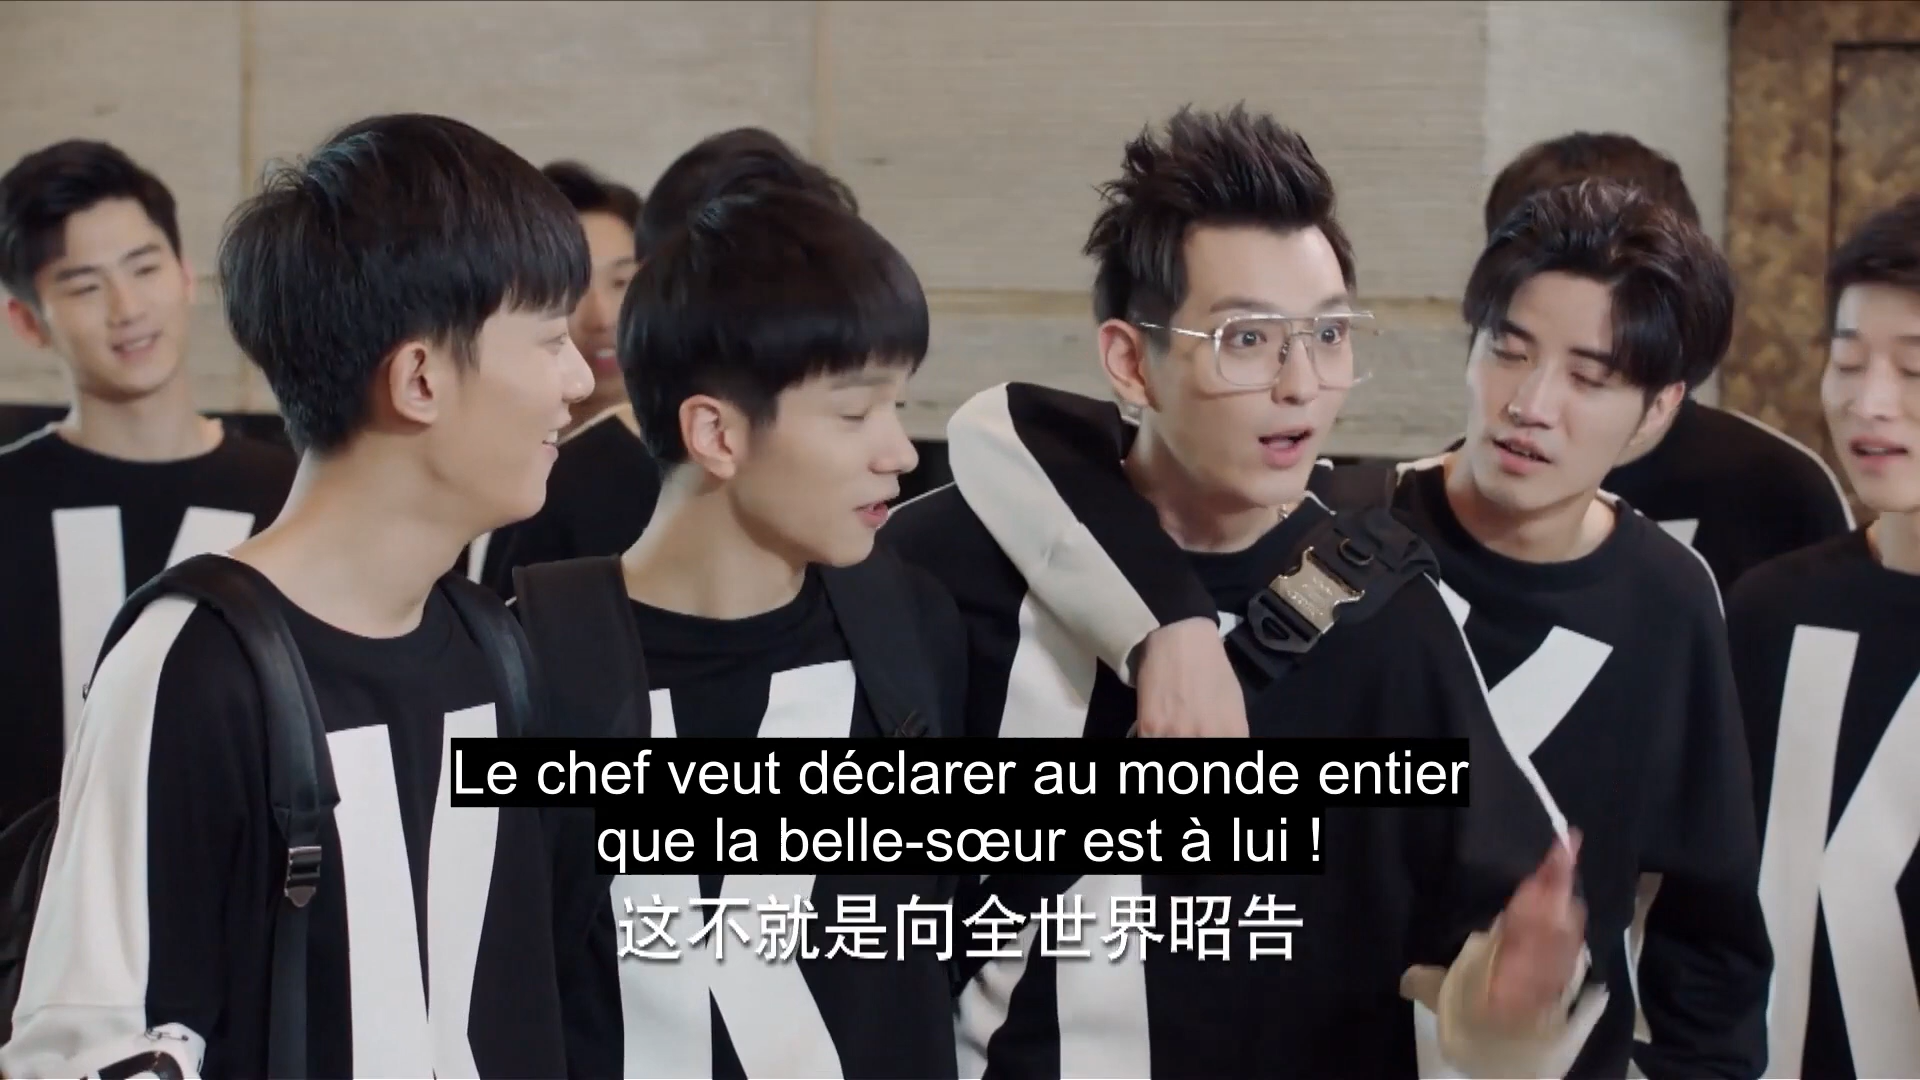 Le chef veut déclarer au monde entier
que la belle-sœur est à lui !
这不就是向全世界昭告